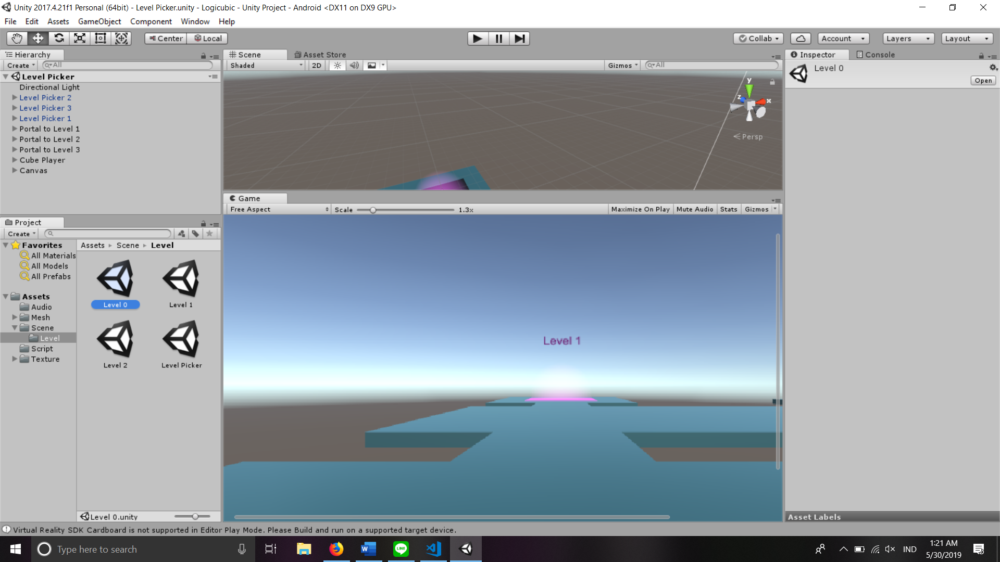 Unity 2017.4.21f1 Personal (64bit) - Level Picker.unity - Logicubic - Unity Project - Android <DX11 on DX9 GPU>
File Edit Assets GameObject Component Window Help
Center Local Collab Account Layers Layout
Hierarchy
Create All
Level Picker
Directional Light
Level Picker 2
Level Picker 3
Level Picker 1
Portal to Level 1
Portal to Level 2
Portal to Level 3
Cube Player
Canvas
Project
Create
Favorites
All Materials
All Models
All Prefabs
Assets
Audio
Mesh
Scene
Level
Script
Texture
Assets Scene Level
Level 0 Level 1
Level 2 Level Picker
Level 0.unity
Scene Asset Store
Shaded 2D Gizmos All
y
z x
Persp
Game
Free Aspect Scale 1.3x Maximize On Play Mute Audio Stats Gizmos
Level 1
Inspector Console
Level 0
Open
Asset Labels
Virtual Reality SDK Cardboard is not supported in Editor Play Mode. Please Build and run on a supported target device.
Type here to search
W
LINE
IND
1:21 AM
5/30/2019